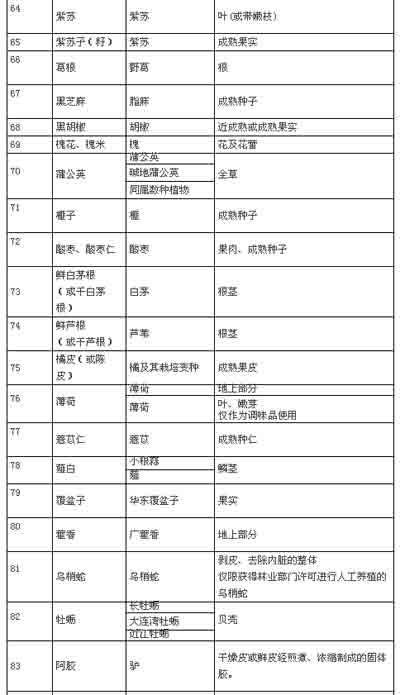 64 紫苏 紫苏 叶(或带嫩枝)
65 紫苏子(籽) 紫苏 成熟果实
66 葛根 野葛 根
67 黑芝麻 脂麻 成熟种子
68 黑胡椒 胡椒 近成熟或成熟果实
69 槐花、槐米 槐 花及花蕾
70 蒲公英 蒲公英 全草
碱地蒲公英
同属数种植物
71 榧子 榧 成熟种子
72 酸枣、酸枣仁 酸枣 果肉、成熟种子
73 鲜白茅根 白茅 根茎
(或干白茅
根)
74 鲜芦根 芦苇 根茎
(或干芦根)
75 橘皮(或陈 橘及其栽培变种 成熟果皮
皮)
76 薄荷 薄荷 地上部分
薄荷 叶、嫩芽
仅作为调味品使用
77 薏苡仁 薏苡 成熟种仁
78 薤白 小根蒜 鳞茎
薤
79 覆盆子 华东覆盆子 果实
80 藿香 广藿香 地上部分
81 乌梢蛇 乌梢蛇 剥皮、去除内脏的整体
仅限获得林业部门许可进行人工养殖的
乌梢蛇
82 牡蛎 长牡蛎 贝壳
大连湾牡蛎
近江牡蛎
83 阿胶 驴 干燥皮或鲜皮经煎煮、浓缩制成的固体
胶。